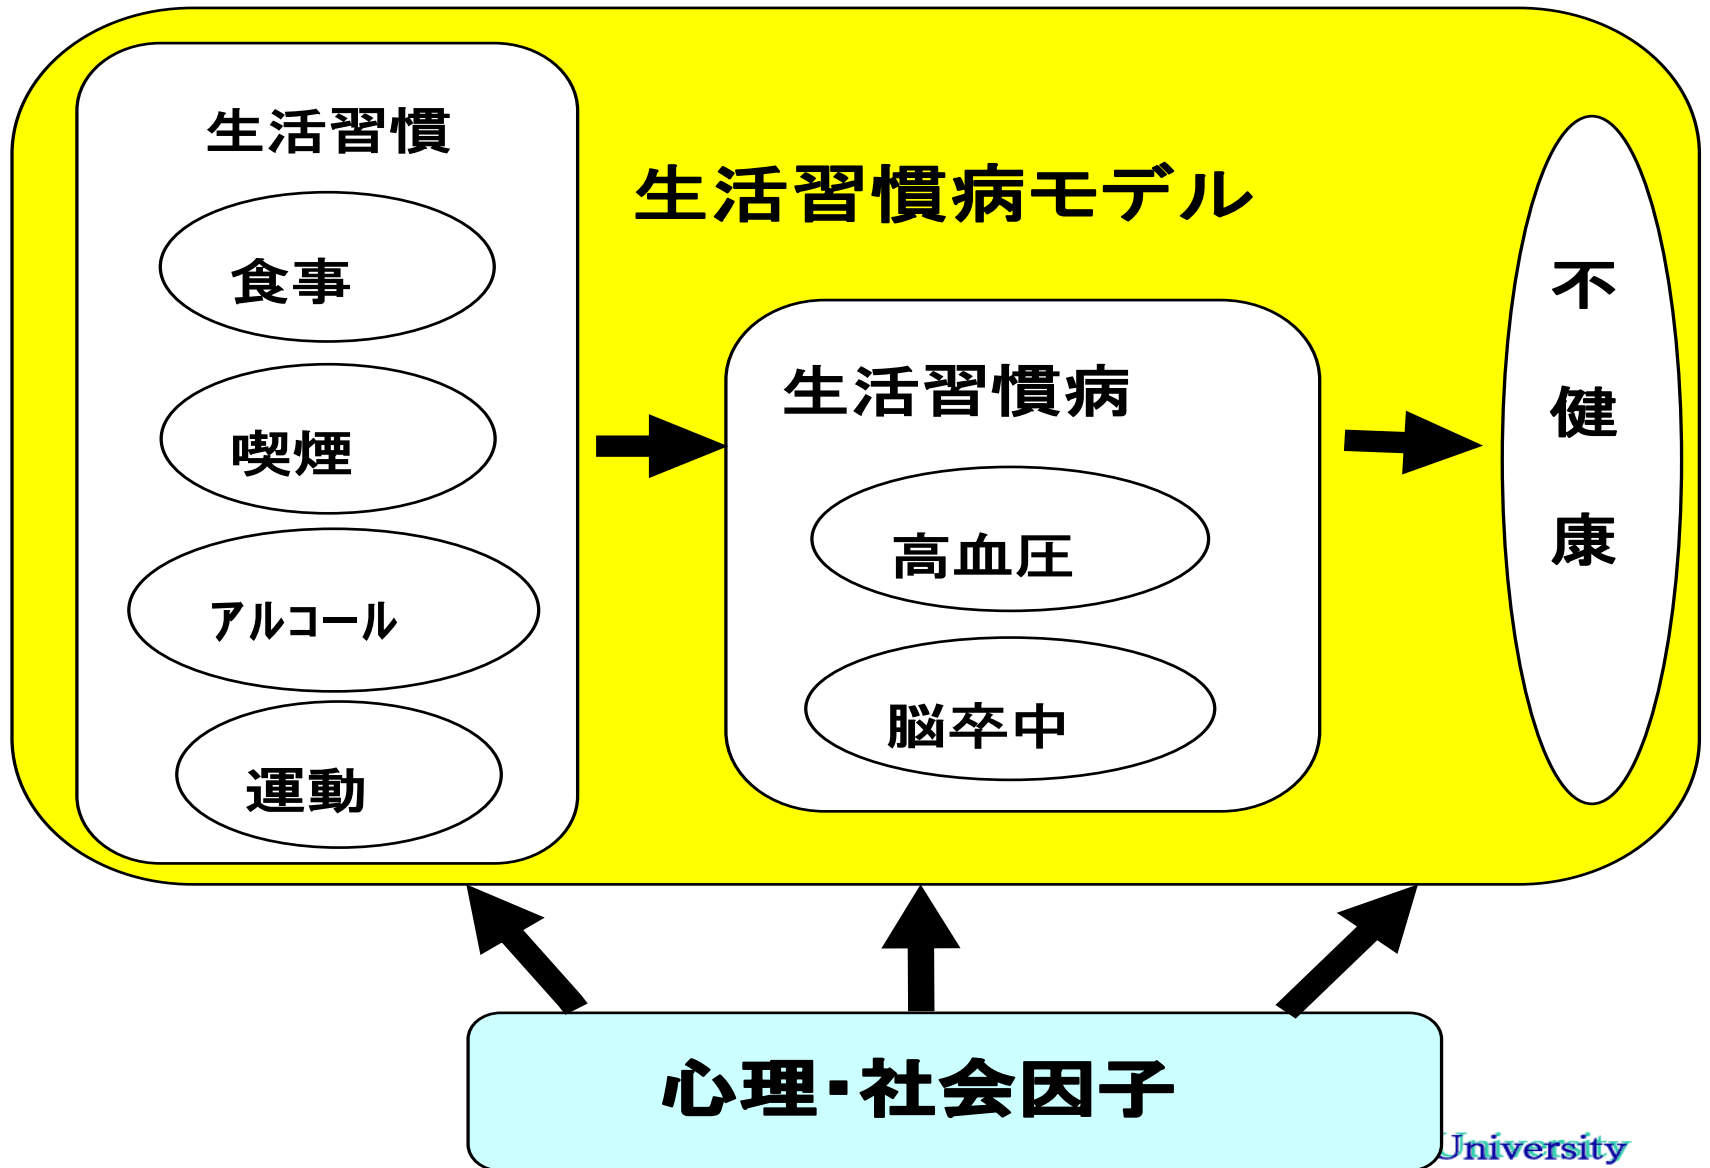 生活習慣
食事
喫煙
アルコール
運動
生活習慣病モデル
生活習慣病
高血圧
脳卒中
不健康
心理・社会因子
University